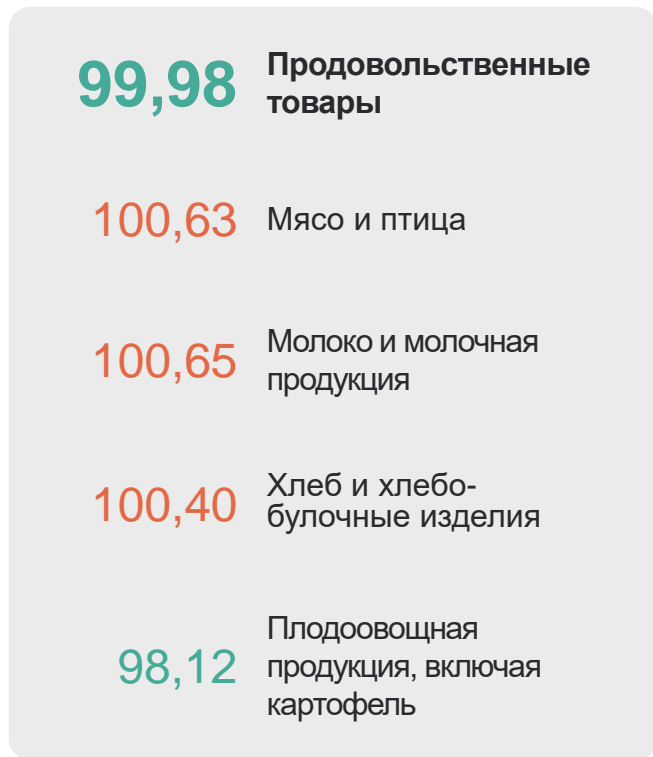 99,98 Продовольственные
товары
100,63 Мясо и птица
100,65 Молоко и молочная
продукция
100,40 Хлеб и хлебо-
булочные изделия
98,12 Плодоовощная
продукция, включая
картофель